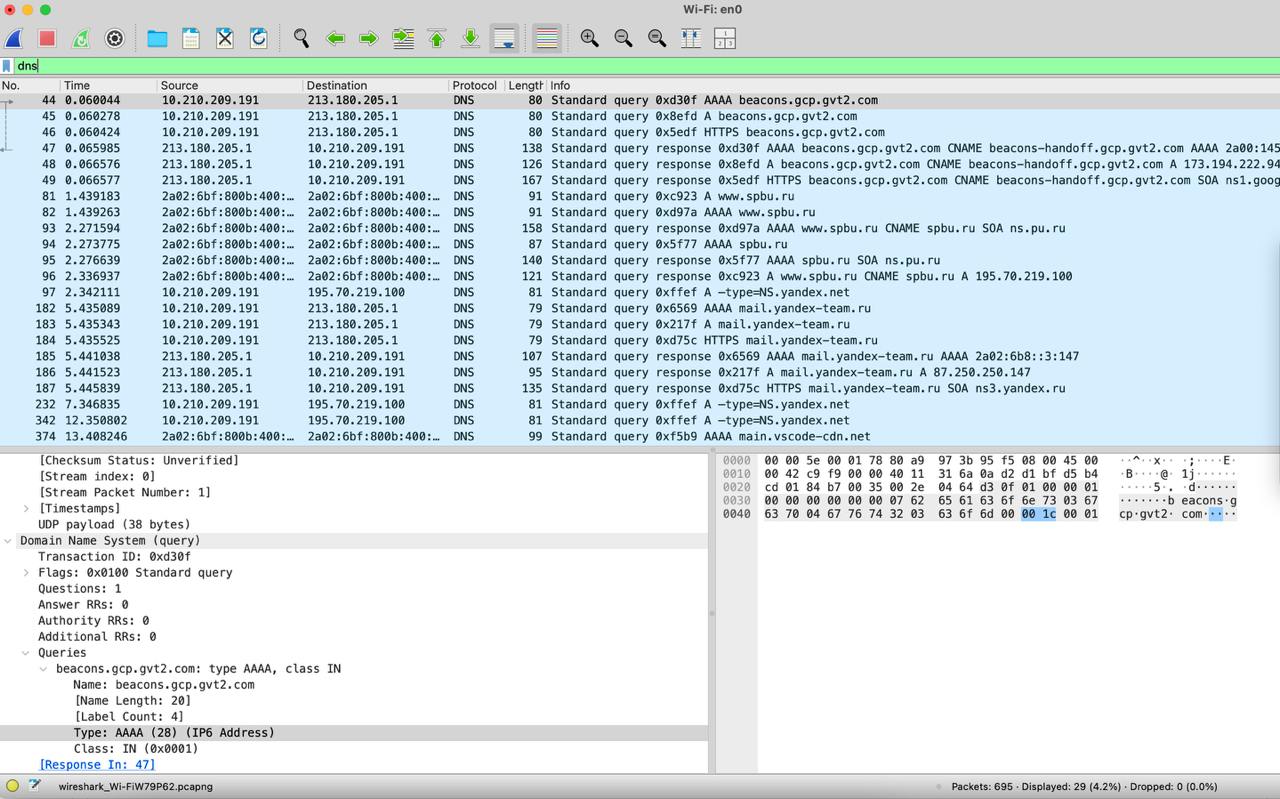 Wi-Fi: en0
dns
No. Time Source Destination Protocol Length Info
44 0.060044 10.210.209.191 213.180.205.1 DNS 80 Standard query 0xd30f AAAA beacons.gcp.gvt2.com
45 0.060278 10.210.209.191 213.180.205.1 DNS 80 Standard query 0x8efd A beacons.gcp.gvt2.com
46 0.060424 10.210.209.191 213.180.205.1 DNS 80 Standard query 0x5edf HTTPS beacons.gcp.gvt2.com
47 0.065985 213.180.205.1 10.210.209.191 DNS 138 Standard query response 0xd30f AAAA beacons.gcp.gvt2.com CNAME beacons-handoff.gcp.gvt2.com AAAA 2a00:145
48 0.066576 213.180.205.1 10.210.209.191 DNS 126 Standard query response 0x8efd A beacons.gcp.gvt2.com CNAME beacons-handoff.gcp.gvt2.com A 173.194.222.94
49 0.066577 213.180.205.1 10.210.209.191 DNS 167 Standard query response 0x5edf HTTPS beacons.gcp.gvt2.com CNAME beacons-handoff.gcp.gvt2.com SOA ns1.goog
81 1.439183 2a02:6bf:800b:400:… 2a02:6bf:800b:400:… DNS 91 Standard query 0xc923 A www.spbu.ru
82 1.439263 2a02:6bf:800b:400:… 2a02:6bf:800b:400:… DNS 91 Standard query 0xd97a AAAA www.spbu.ru
93 2.271594 2a02:6bf:800b:400:… 2a02:6bf:800b:400:… DNS 158 Standard query response 0xd97a AAAA www.spbu.ru CNAME spbu.ru SOA ns.pu.ru
94 2.273775 2a02:6bf:800b:400:… 2a02:6bf:800b:400:… DNS 87 Standard query 0x5f77 AAAA spbu.ru
95 2.276639 2a02:6bf:800b:400:… 2a02:6bf:800b:400:… DNS 140 Standard query response 0x5f77 AAAA spbu.ru SOA ns.pu.ru
96 2.336937 2a02:6bf:800b:400:… 2a02:6bf:800b:400:… DNS 121 Standard query response 0xc923 A www.spbu.ru CNAME spbu.ru A 195.70.219.100
97 2.342111 10.210.209.191 195.70.219.100 DNS 81 Standard query 0xffef A —type=NS.yandex.net
182 5.435089 10.210.209.191 213.180.205.1 DNS 79 Standard query 0x6569 AAAA mail.yandex-team.ru
183 5.435343 10.210.209.191 213.180.205.1 DNS 79 Standard query 0x217f A mail.yandex-team.ru
184 5.435525 10.210.209.191 213.180.205.1 DNS 79 Standard query 0xd75c HTTPS mail.yandex-team.ru
185 5.441038 213.180.205.1 10.210.209.191 DNS 107 Standard query response 0x6569 AAAA mail.yandex-team.ru AAAA 2a02:6b8::3:147
186 5.441523 213.180.205.1 10.210.209.191 DNS 95 Standard query response 0x217f A mail.yandex-team.ru A 87.250.250.147
187 5.445839 213.180.205.1 10.210.209.191 DNS 135 Standard query response 0xd75c HTTPS mail.yandex-team.ru SOA ns3.yandex.ru
232 7.346835 10.210.209.191 195.70.219.100 DNS 81 Standard query 0xffef A —type=NS.yandex.net
342 12.350802 10.210.209.191 195.70.219.100 DNS 81 Standard query 0xffef A —type=NS.yandex.net
374 13.408246 2a02:6bf:800b:400:… 2a02:6bf:800b:400:… DNS 99 Standard query 0xf5b9 AAAA main.vscode-cdn.net
[Checksum Status: Unverified]
[Stream index: 0]
[Stream Packet Number: 1]
[Timestamps]
UDP payload (38 bytes)
Domain Name System (query)
Transaction ID: 0xd30f
Flags: 0x0100 Standard query
Questions: 1
Answer RRs: 0
Authority RRs: 0
Additional RRs: 0
Queries
beacons.gcp.gvt2.com: type AAAA, class IN
Name: beacons.gcp.gvt2.com
[Name Length: 20]
[Label Count: 4]
Type: AAAA (28) (IP6 Address)
Class: IN (0x0001)
[Response In: 47]
0000 00 00 5e 00 01 78 80 a9 97 3b 95 f5 08 00 45 00 ··^··x·· ·;····E·
0010 00 42 c9 f9 00 00 40 11 31 6a 0a d2 d1 bf d5 b4 ·B····@· 1j······
0020 cd 01 84 b7 00 35 00 2e 04 64 d3 0f 01 00 00 01 ·····5·. ·d······
0030 00 00 00 00 00 00 07 62 65 61 63 6f 6e 73 03 67 ·······b eacons·g
0040 63 70 04 67 76 74 32 03 63 6f 6d 00 00 1c 00 01 cp·gvt2· com·····
wireshark_Wi-FiW79P62.pcapng
Packets: 695 · Displayed: 29 (4.2%) · Dropped: 0 (0.0%)